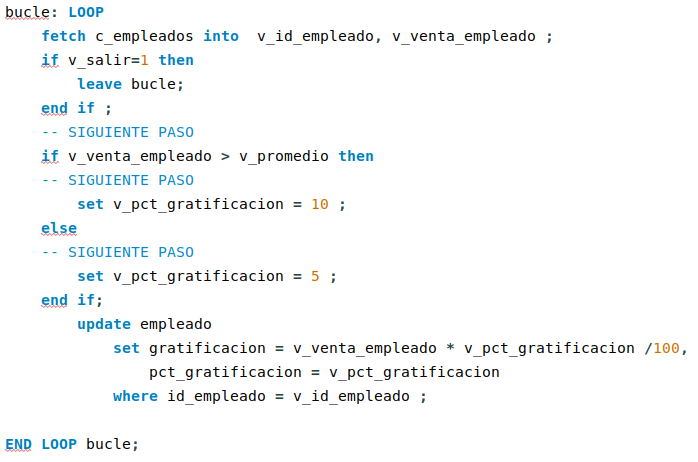 bucle: LOOP
fetch c_empleados into  v_id_empleado, v_venta_empleado ;
if v_salir=1 then
leave bucle;
end if ;
-- SIGUIENTE PASO
if v_venta_empleado > v_promedio then
-- SIGUIENTE PASO
set v_pct_gratificacion = 10 ;
else
-- SIGUIENTE PASO
set v_pct_gratificacion = 5 ;
end if;
update empleado
set gratificacion = v_venta_empleado * v_pct_gratificacion /100,
pct_gratificacion = v_pct_gratificacion
where id_empleado = v_id_empleado ;
END LOOP bucle;